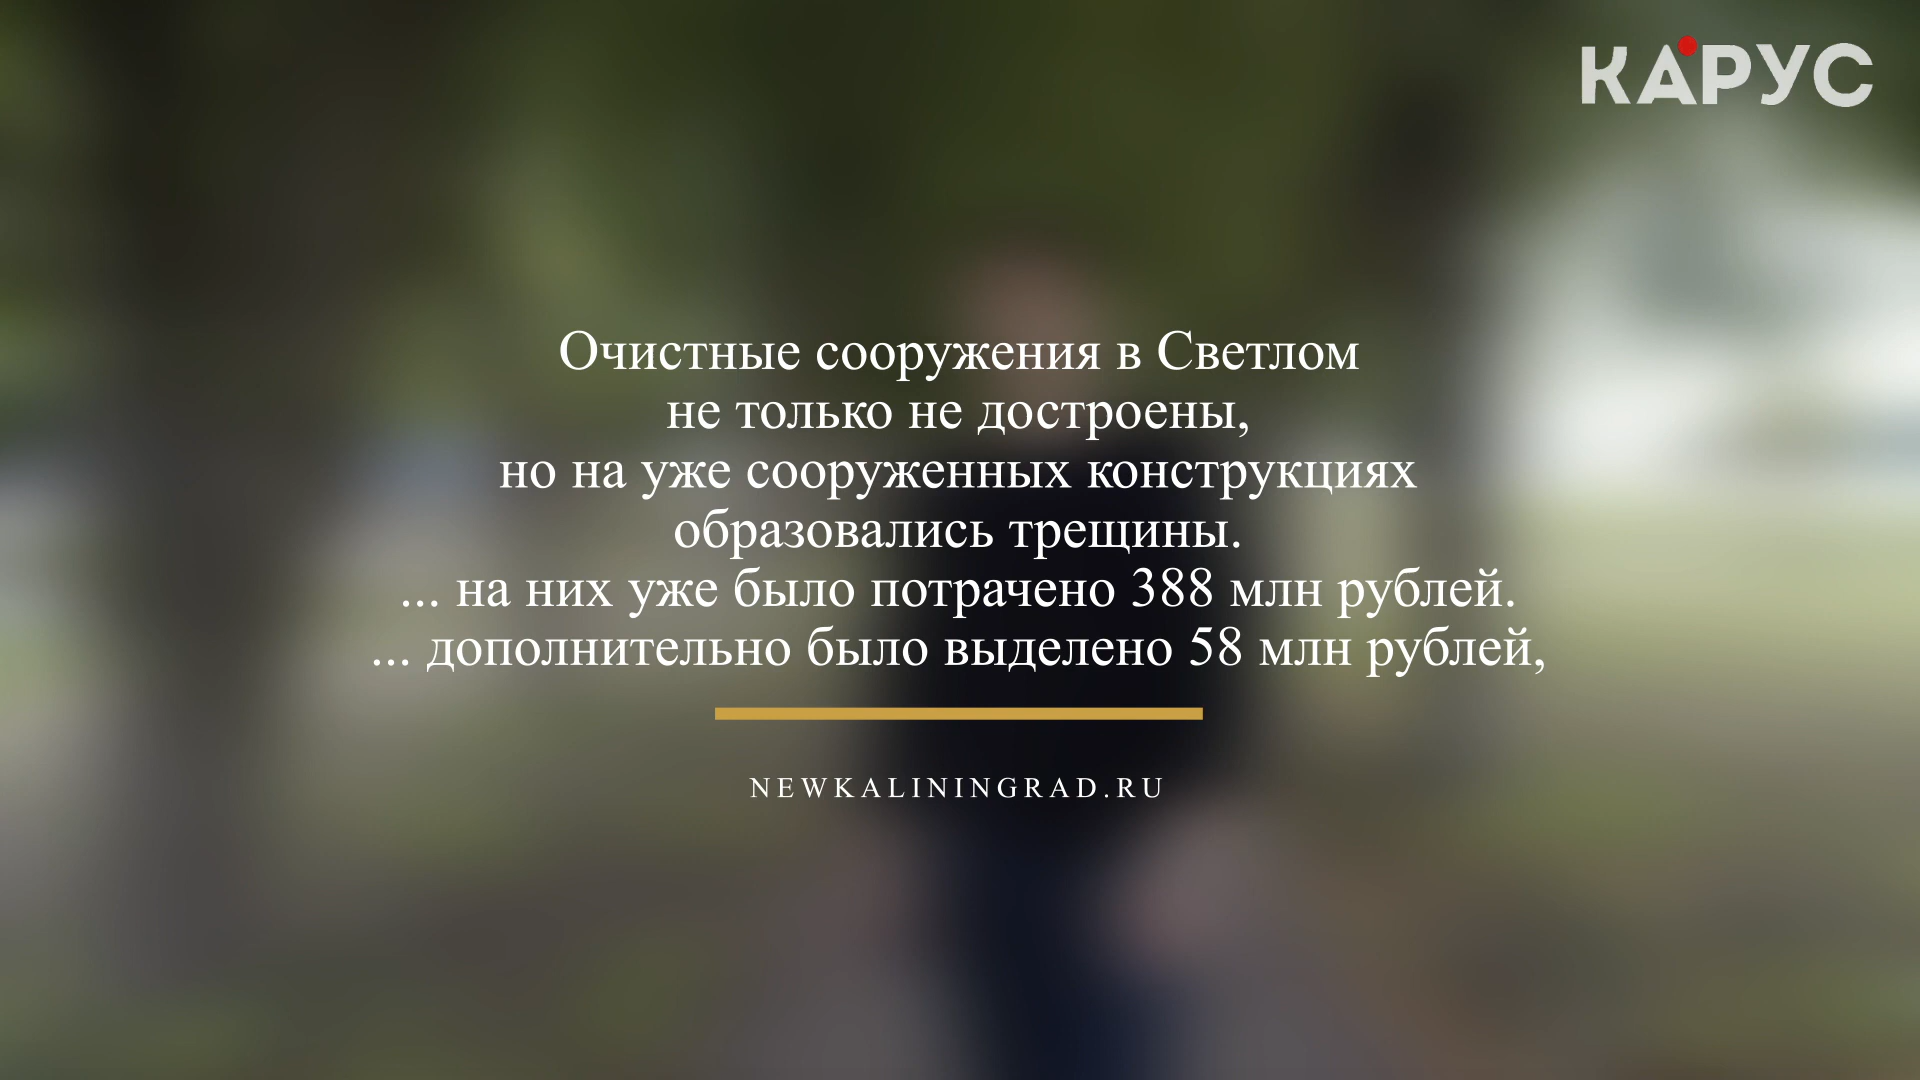 КАРУС
Очистные сооружения в Светлом
не только не достроены,
но на уже сооруженных конструкциях
образовались трещины.
... на них уже было потрачено 388 млн рублей.
... дополнительно было выделено 58 млн рублей,
NEWKALININGRAD.RU